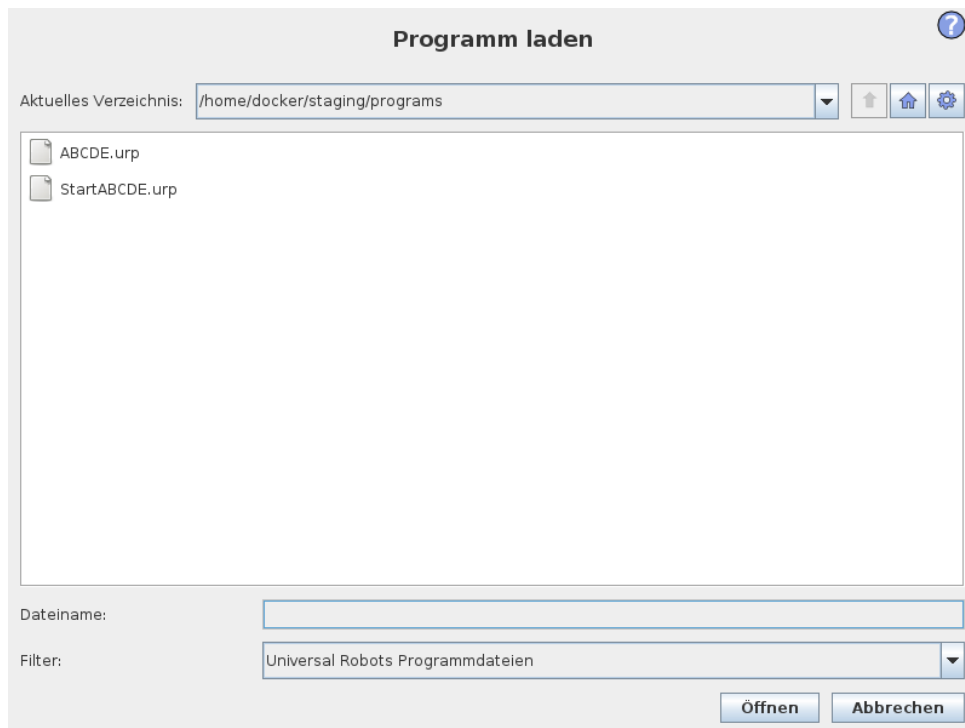 Programm laden
?
Aktuelles Verzeichnis: /home/docker/staging/programs
ABCDE.urp
StartABCDE.urp
Dateiname:
Filter: Universal Robots Programmdateien
Öffnen Abbrechen